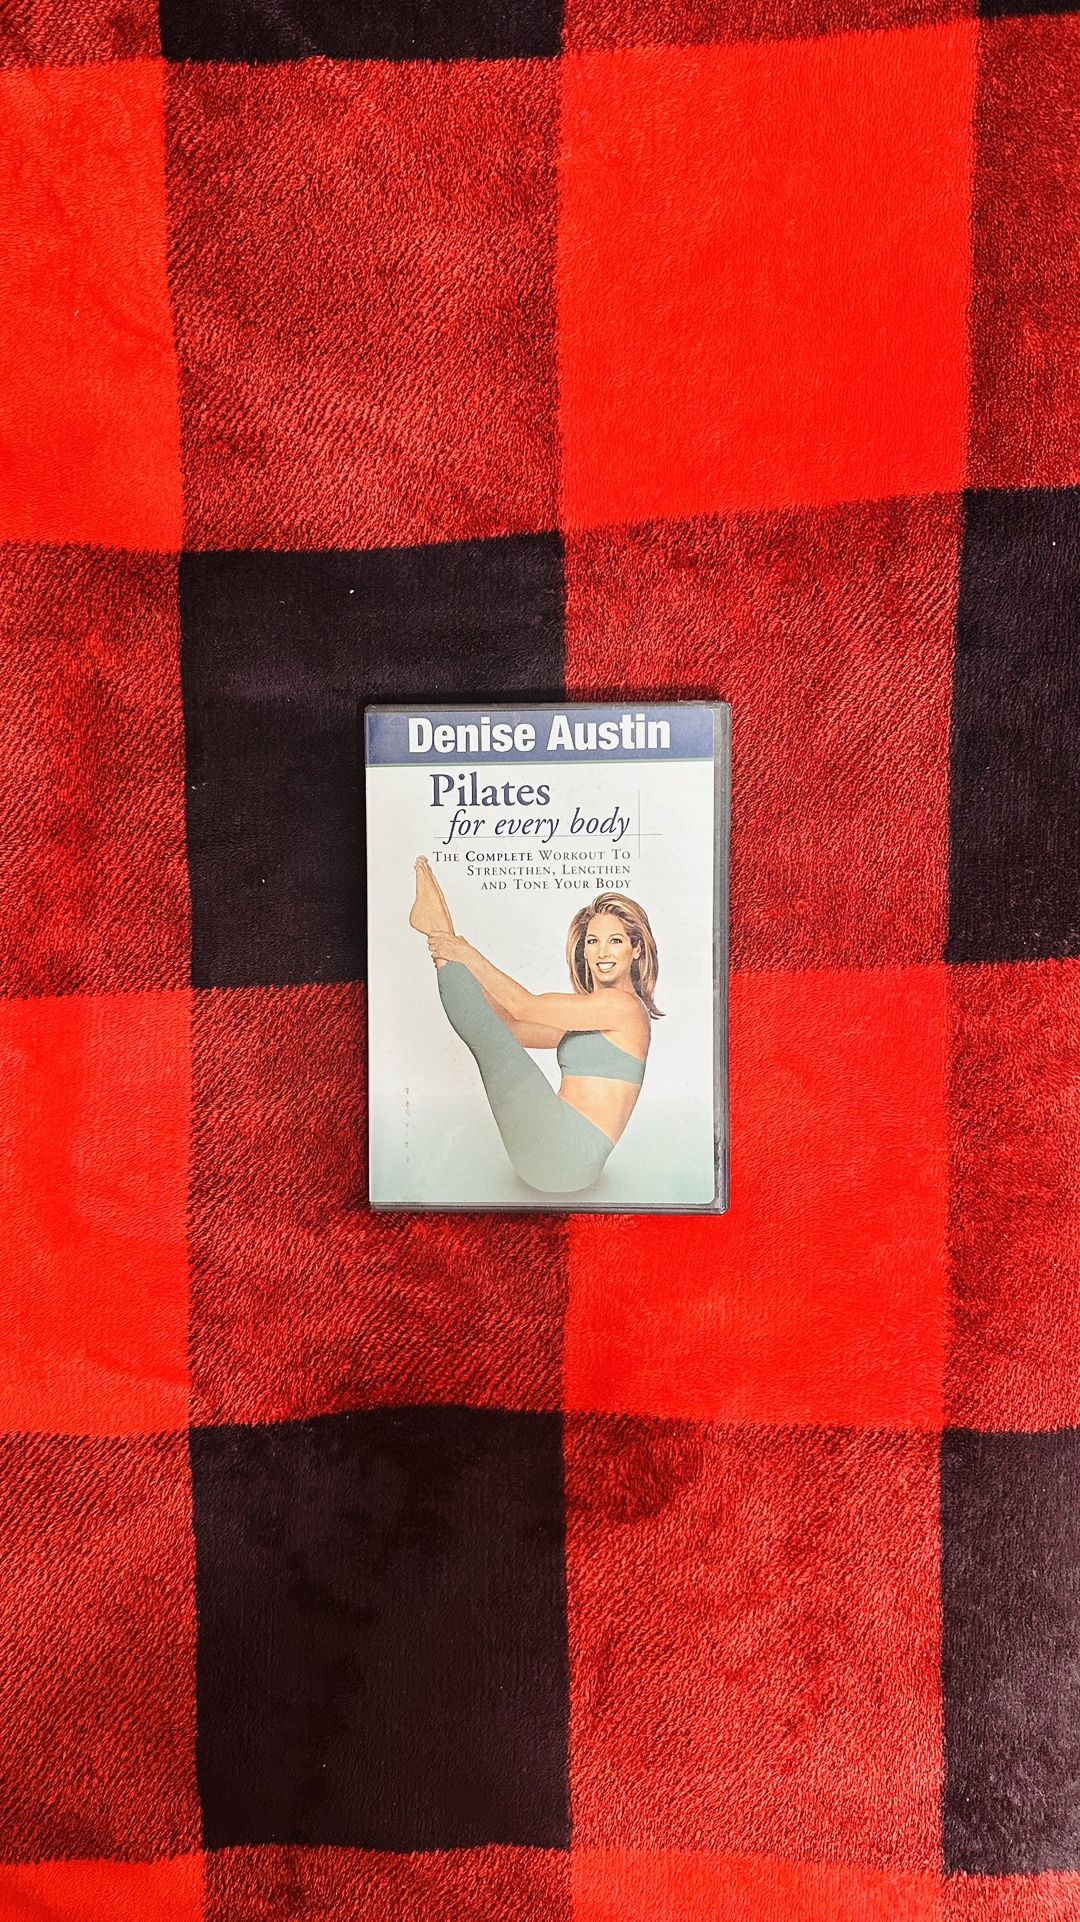 Denise Austin
Pilates
for every body
THE COMPLETE WORKOUT TO
STRENGTHEN, LENGTHEN
AND TONE YOUR BODY